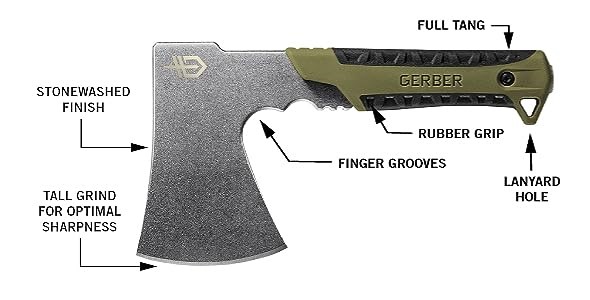 FULL TANG
GERBER
STONEWASHED
FINISH
RUBBER GRIP
FINGER GROOVES
LANYARD
HOLE
TALL GRIND
FOR OPTIMAL
SHARPNESS